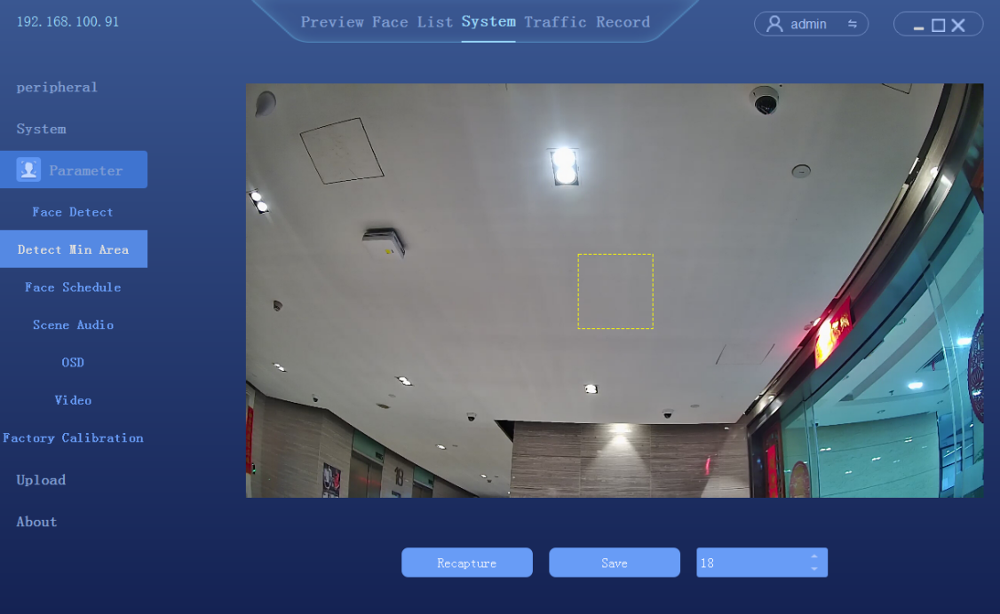 192.168.100.91
Preview Face List System Traffic Record
admin
peripheral
System
Parameter
Face Detect
Detect Min Area
Face Schedule
Scene Audio
OSD
Video
Factory Calibration
Upload
About
18
Recapture Save 18